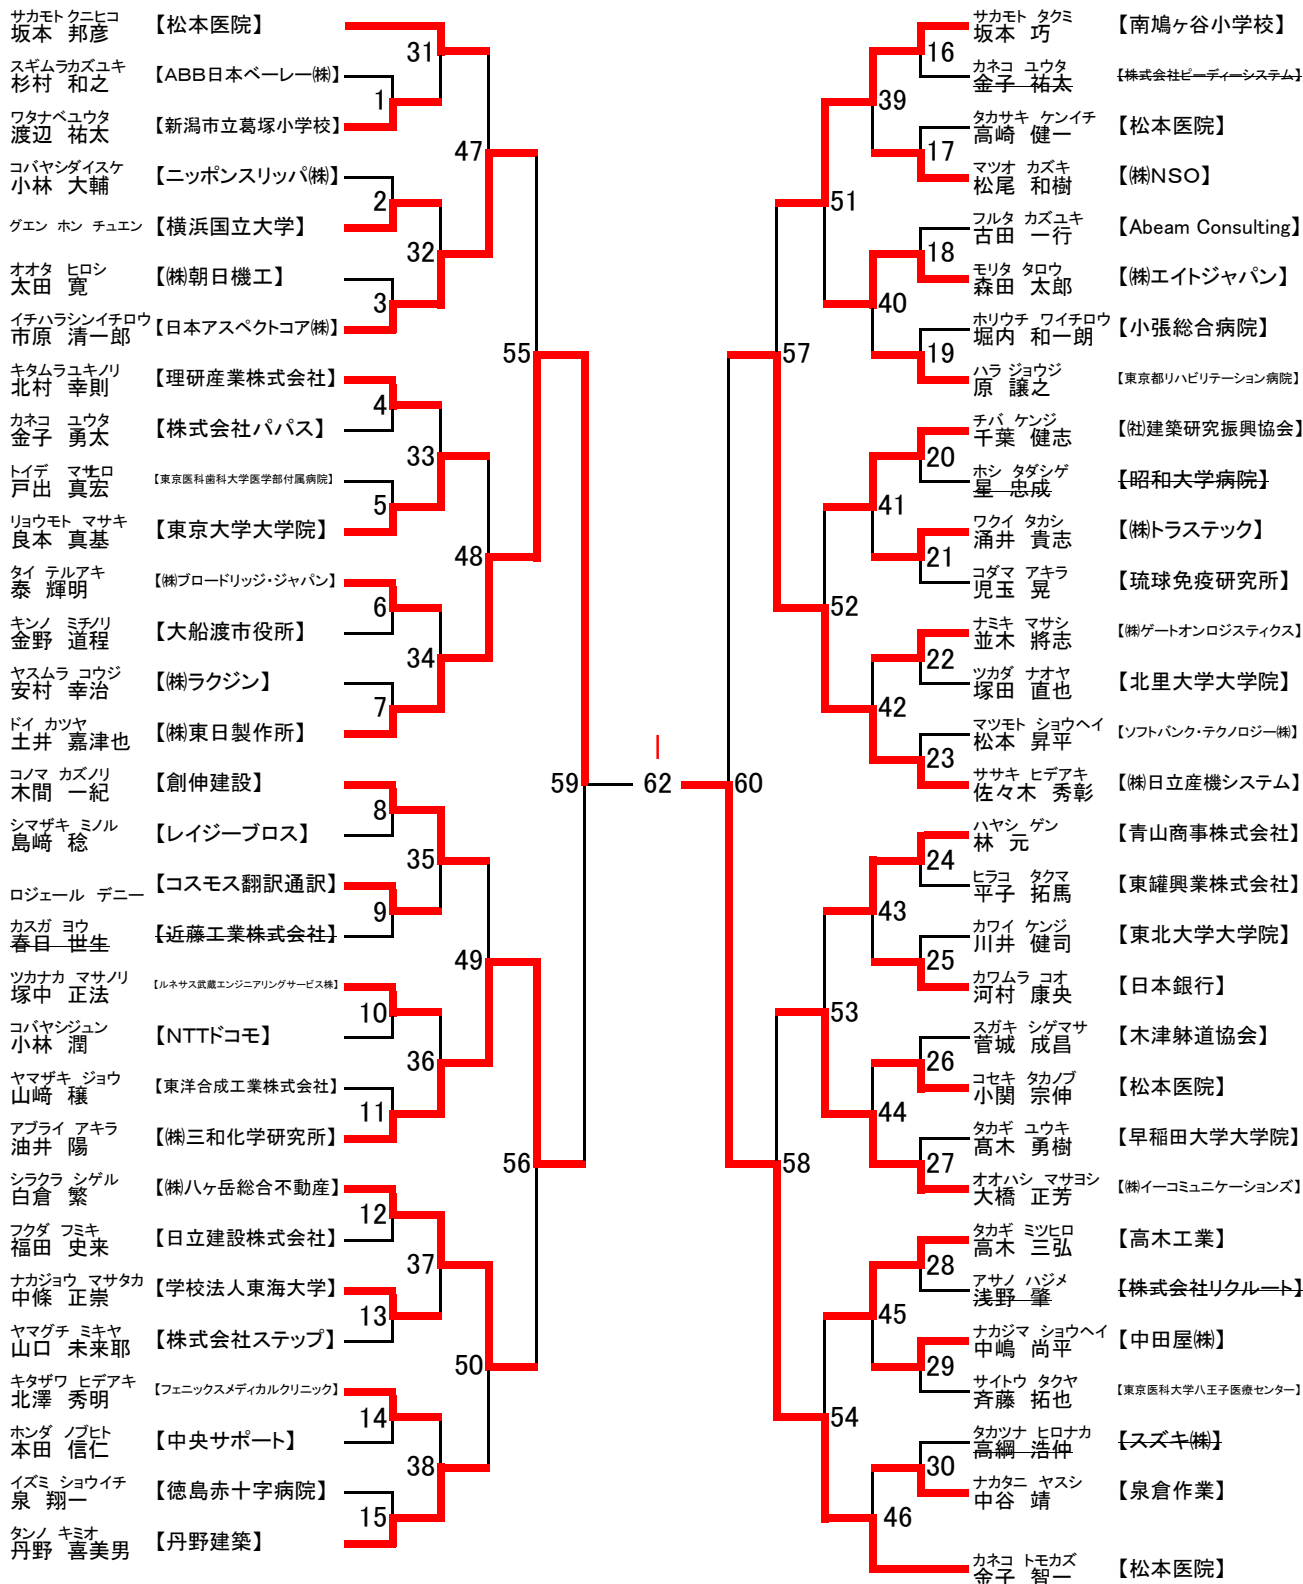 サカモト クニヒコ
坂本 邦彦 【松本医院】
スギムラカズユキ
杉村 和之 【ABB日本ベーレー㈱】
ワタナベユウタ
渡辺 祐太 【新潟市立葛塚小学校】
コバヤシダイスケ
小林 大輔 【ニッポンスリッパ㈱】
グエン ホン チュエン 【横浜国立大学】
オオタ ヒロシ
太田 寛 【㈱朝日機工】
イチハラシンイチロウ
市原 清一郎 【日本アスペクトコア㈱】
キタムラユキノリ
北村 幸則 【理研産業株式会社】
カネコ ユウタ
金子 勇太 【株式会社パパス】
トイデ マサヒロ
戸出 真宏 【東京医科歯科大学医学部付属病院】
リョウモト マサキ
良本 真基 【東京大学大学院】
タイ テルアキ
泰 輝明 【㈱ブロードリッジ・ジャパン】
キンノ ミチノリ
金野 道程 【大船渡市役所】
ヤスムラ コウジ
安村 幸治 【㈱ラクジン】
ドイ カツヤ
土井 嘉津也 【㈱東日製作所】
コノマ カズノリ
木間 一紀 【創伸建設】
シマザキ ミノル
島﨑 稔 【レイジーブロス】
ロジェール デニー 【コスモス翻訳通訳】
カスガ ヨウ
春日 世生 【近藤工業株式会社】
ツカナカ マサノリ
塚中 正法 【ルネサス武蔵エンジニアリングサービス株】
コバヤシジュン
小林 潤 【NTTドコモ】
ヤマザキ ジョウ
山﨑 穣 【東洋合成工業株式会社】
アブライ アキラ
油井 陽 【㈱三和化学研究所】
シラクラ シゲル
白倉 繁 【㈱八ヶ岳総合不動産】
フクダ フミキ
福田 史来 【日立建設株式会社】
ナカジョウ マサタカ
中條 正崇 【学校法人東海大学】
ヤマグチ ミキヤ
山口 未来耶 【株式会社ステップ】
キタザワ ヒデアキ
北澤 秀明 【フェニックスメディカルクリニック】
ホンダ ノブヒト
本田 信仁 【中央サポート】
イズミ ショウイチ
泉 翔一 【徳島赤十字病院】
タンノ キミオ
丹野 喜美男 【丹野建築】
1
2
3
4
5
6
7
8
9
10
11
12
13
14
15
31
32
33
34
35
36
37
38
47
48
49
50
55
56
59
62
60
57
58
51
52
53
54
39
40
41
42
43
44
45
46
16
17
18
19
20
21
22
23
24
25
26
27
28
29
30
サカモト タクミ
坂本 巧 【南鳩ヶ谷小学校】
カネコ ユウタ
金子 祐太 【株式会社ピーディーシステム】
タカサキ ケンイチ
高崎 健一 【松本医院】
マツオ カズキ
松尾 和樹 【㈱NSO】
フルタ カズユキ
古田 一行 【Abeam Consulting】
モリタ タロウ
森田 太郎 【㈱エイトジャパン】
ホリウチ ワイチロウ
堀内 和一朗 【小張総合病院】
ハラ ジョウジ
原 譲之 【東京都リハビリテーション病院】
チバ ケンジ
千葉 健志 【㈳建築研究振興協会】
ホシ タダシゲ
星 忠成 【昭和大学病院】
ワクイ タカシ
涌井 貴志 【㈱トラステック】
コダマ アキラ
児玉 晃 【琉球免疫研究所】
ナミキ マサシ
並木 將志 【㈱ゲートオンロジスティクス】
ツカダ ナオヤ
塚田 直也 【北里大学大学院】
マツモト ショウヘイ
松本 昇平 【ソフトバンク・テクノロジー㈱】
ササキ ヒデアキ
佐々木 秀彰 【㈱日立産機システム】
ハヤシ ゲン
林 元 【青山商事株式会社】
ヒラコ タクマ
平子 拓馬 【東罐興業株式会社】
カワイ ケンジ
川井 健司 【東北大学大学院】
カワムラ コオ
河村 康央 【日本銀行】
スガキ シゲマサ
菅城 成昌 【木津躰道協会】
コセキ タカノブ
小関 宗伸 【松本医院】
タカギ ユウキ
髙木 勇樹 【早稲田大学大学院】
オオハシ マサヨシ
大橋 正芳 【㈱イーコミュニケーションズ】
タカギ ミツヒロ
高木 三弘 【高木工業】
アサノ ハジメ
浅野 肇 【株式会社リクルート】
ナカジマ ショウヘイ
中嶋 尚平 【中田屋㈱】
サイトウ タクヤ
斉藤 拓也 【東京医科大学八王子医療センター】
タカツナ ヒロナカ
高綱 浩仲 【スズキ㈱】
ナカタニ ヤスシ
中谷 靖 【泉倉作業】
カネコ トモカズ
金子 智一 【松本医院】